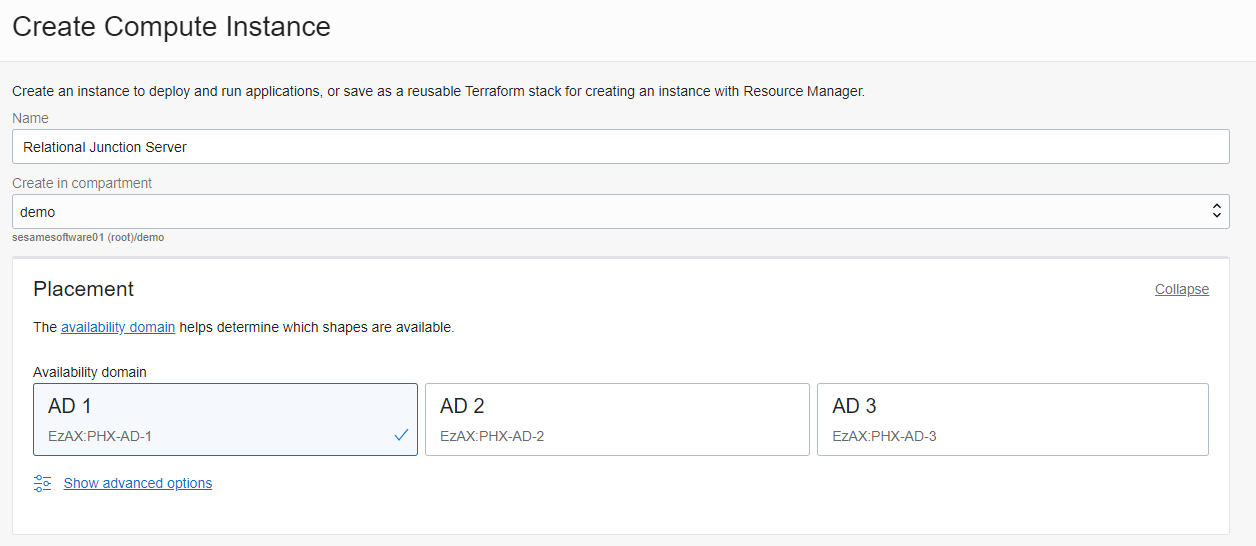 Create Compute Instance
Create an instance to deploy and run applications, or save as a reusable Terraform stack for creating an instance with Resource Manager.
Name
Relational Junction Server
Create in compartment
demo
sesamesoftware01 (root)/demo
Placement
Collapse
The availability domain helps determine which shapes are available.
Availability domain
AD 1
EzAX:PHX-AD-1
AD 2
EzAX:PHX-AD-2
AD 3
EzAX:PHX-AD-3
Show advanced options